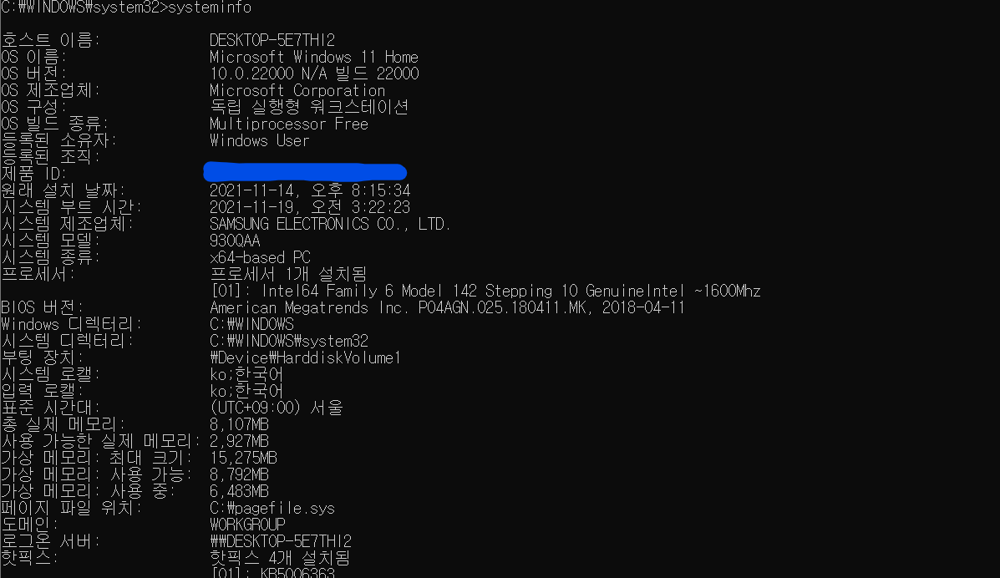 C:₩WINDOWS₩system32>systeminfo
호스트 이름: DESKTOP-5E7THI2
OS 이름: Microsoft Windows 11 Home
OS 버전: 10.0.22000 N/A 빌드 22000
OS 제조업체: Microsoft Corporation
OS 구성: 독립 실행형 워크스테이션
OS 빌드 종류: Multiprocessor Free
등록된 소유자: Windows User
등록된 조직:
제품 ID:
원래 설치 날짜: 2021-11-14, 오후 8:15:34
시스템 부트 시간: 2021-11-19, 오전 3:22:23
시스템 제조업체: SAMSUNG ELECTRONICS CO., LTD.
시스템 모델: 930QAA
시스템 종류: x64-based PC
프로세서: 프로세서 1개 설치됨
[01]: Intel64 Family 6 Model 142 Stepping 10 GenuineIntel ~1600Mhz
BIOS 버전: American Megatrends Inc. P04AGN.025.180411.MK, 2018-04-11
Windows 디렉터리: C:₩WINDOWS
시스템 디렉터리: C:₩WINDOWS₩system32
부팅 장치: ₩Device₩HarddiskVolume1
시스템 로캘: ko;한국어
입력 로캘: ko;한국어
표준 시간대: (UTC+09:00) 서울
총 실제 메모리: 8,107MB
사용 가능한 실제 메모리: 2,927MB
가상 메모리: 최대 크기: 15,275MB
가상 메모리: 사용 가능: 8,792MB
가상 메모리: 사용 중: 6,483MB
페이지 파일 위치: C:₩pagefile.sys
도메인: WORKGROUP
로그온 서버: ₩₩DESKTOP-5E7THI2
핫픽스: 핫픽스 4개 설치됨
[01]: KB5006363